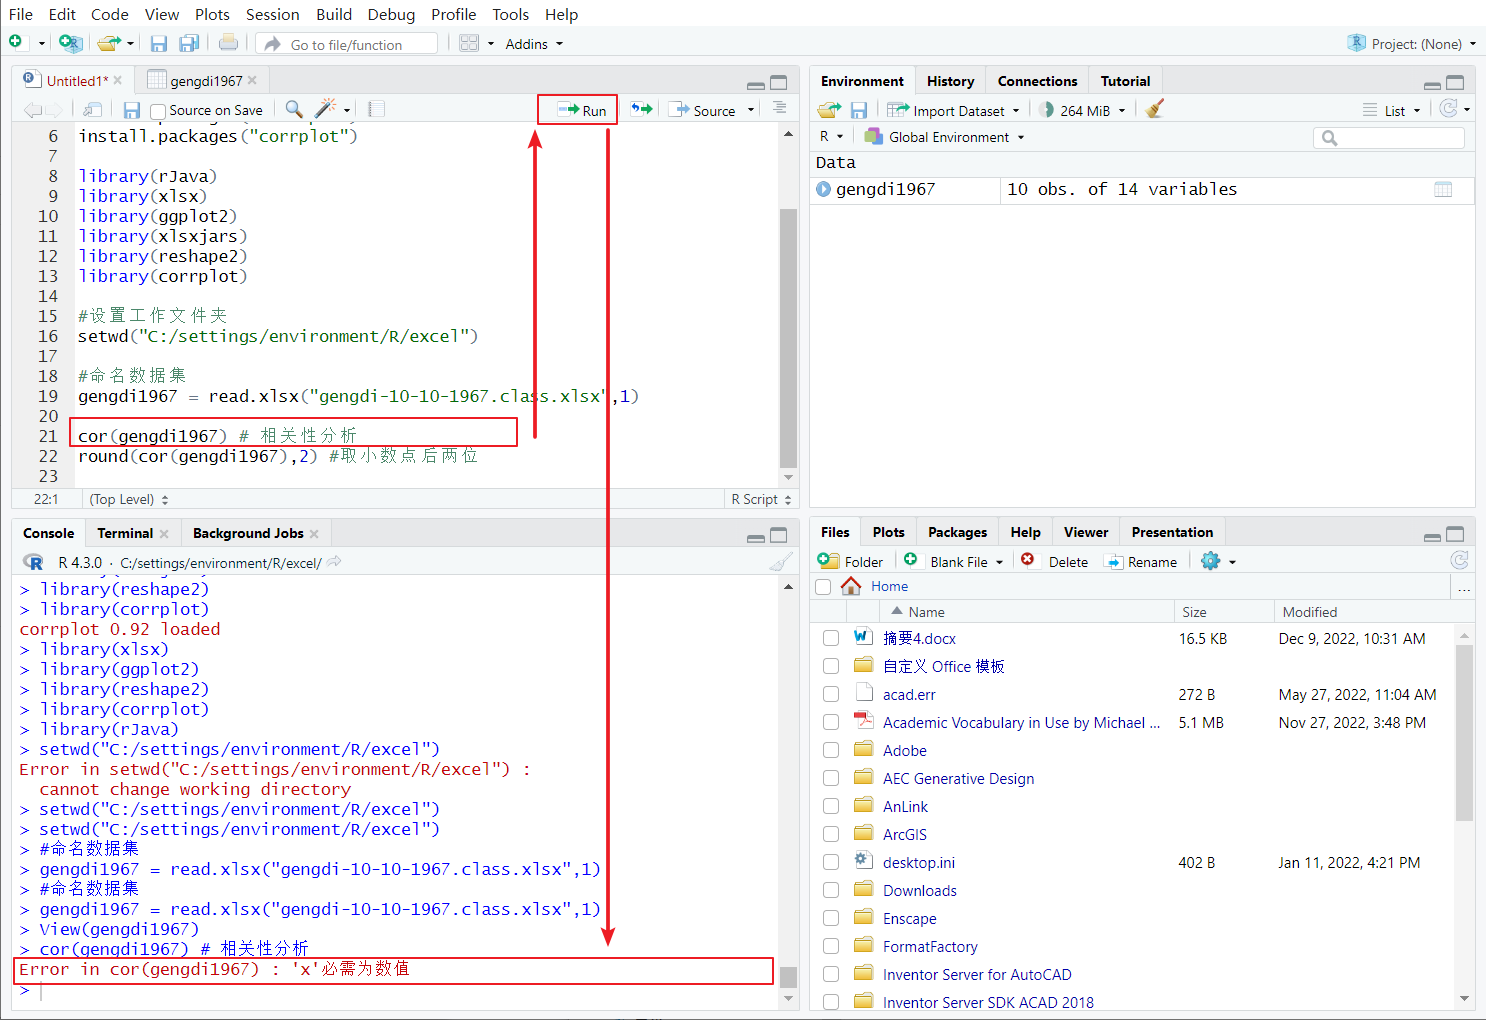 File Edit Code View Plots Session Build Debug Profile Tools Help
Go to file/function Addins Project: (None)
Untitled1* gengdi1967
Source on Save Run Source
6 install.packages("corrplot")
7
8 library(rJava)
9 library(xlsx)
10 library(ggplot2)
11 library(xlsxjars)
12 library(reshape2)
13 library(corrplot)
14
15 #设置工作文件夹
16 setwd("C:/settings/environment/R/excel")
17
18 #命名数据集
19 gengdi1967 = read.xlsx("gengdi-10-10-1967.class.xlsx",1)
20
21 cor(gengdi1967) # 相关性分析
22 round(cor(gengdi1967),2) #取小数点后两位
23
22:1 (Top Level) R Script
Console Terminal Background Jobs
R 4.3.0 · C:/settings/environment/R/excel/
> library(reshape2)
> library(corrplot)
corrplot 0.92 loaded
> library(xlsx)
> library(ggplot2)
> library(reshape2)
> library(corrplot)
> library(rJava)
> setwd("C:/settings/environment/R/excel")
Error in setwd("C:/settings/environment/R/excel") :
cannot change working directory
> setwd("C:/settings/environment/R/excel")
> setwd("C:/settings/environment/R/excel")
> #命名数据集
> gengdi1967 = read.xlsx("gengdi-10-10-1967.class.xlsx",1)
> #命名数据集
> gengdi1967 = read.xlsx("gengdi-10-10-1967.class.xlsx",1)
> View(gengdi1967)
> cor(gengdi1967) # 相关性分析
Error in cor(gengdi1967) : 'x'必需为数值
>
Environment History Connections Tutorial
Import Dataset 264 MiB List
R Global Environment
Data
gengdi1967 10 obs. of 14 variables
Files Plots Packages Help Viewer Presentation
Folder Blank File Delete Rename
Home ...
Name Size Modified
摘要4.docx 16.5 KB Dec 9, 2022, 10:31 AM
自定义 Office 模板
acad.err 272 B May 27, 2022, 11:04 AM
Academic Vocabulary in Use by Michael ... 5.1 MB Nov 27, 2022, 3:48 PM
Adobe
AEC Generative Design
AnLink
ArcGIS
desktop.ini 402 B Jan 11, 2022, 4:21 PM
Downloads
Enscape
FormatFactory
Inventor Server for AutoCAD
Inventor Server SDK ACAD 2018